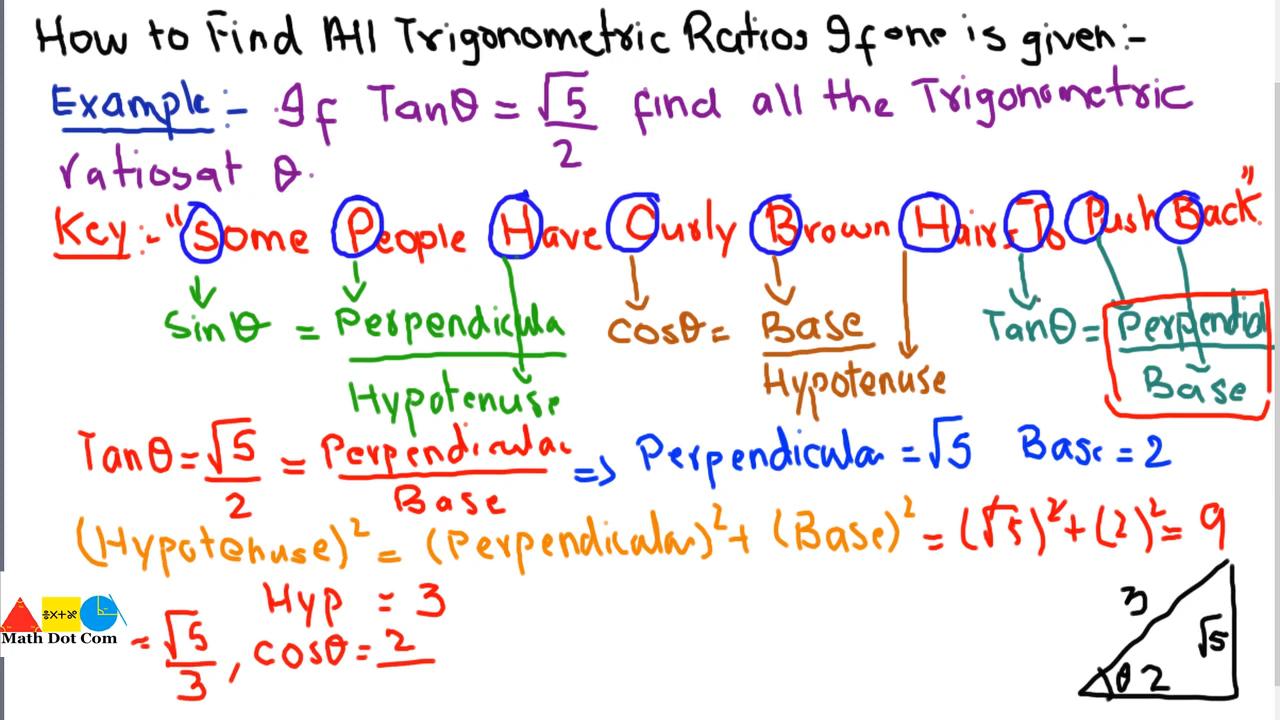 How to Find All Trigonometric Ratios If one is given:-
Example:- If Tanθ = √5/2 find all the Trigonometric
ratiosat θ.
Key:- "Some People Have Curly Brown Hair To Push Back"
Sinθ = Perpendicula/Hypotenuse cosθ = Base/Hypotenuse Tanθ = Perpendicl/Base
Tanθ = √5/2 = Perpendicular/Base => Perpendicular = √5 Base = 2
(Hypotenuse)² = (Perpendicular)² + (Base)² = (√5)² + (2)² = 9
Hyp = 3
= √5/3, cosθ = 2
÷×+
Math Dot Com
3
√5
θ 2